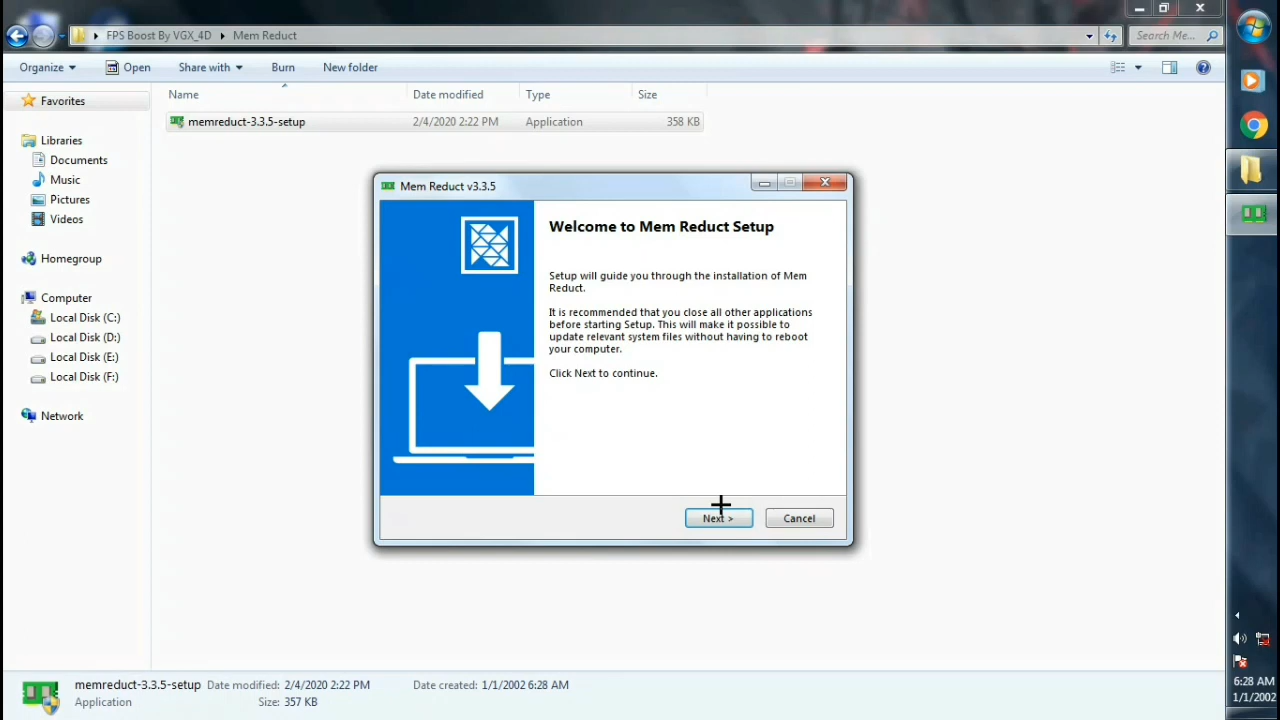 FPS Boost By VGX_4D Mem Reduct Search Me...
Organize Open Share with Burn New folder
Name Date modified Type Size
memreduct-3.3.5-setup 2/4/2020 2:22 PM Application 358 KB
Favorites
Libraries
Documents
Music
Pictures
Videos
Homegroup
Computer
Local Disk (C:)
Local Disk (D:)
Local Disk (E:)
Local Disk (F:)
Network
Mem Reduct v3.3.5
Welcome to Mem Reduct Setup
Setup will guide you through the installation of Mem
Reduct.
It is recommended that you close all other applications
before starting Setup. This will make it possible to
update relevant system files without having to reboot
your computer.
Click Next to continue.
Next > Cancel
memreduct-3.3.5-setup Date modified: 2/4/2020 2:22 PM Date created: 1/1/2002 6:28 AM
Application Size: 357 KB
6:28 AM
1/1/2002